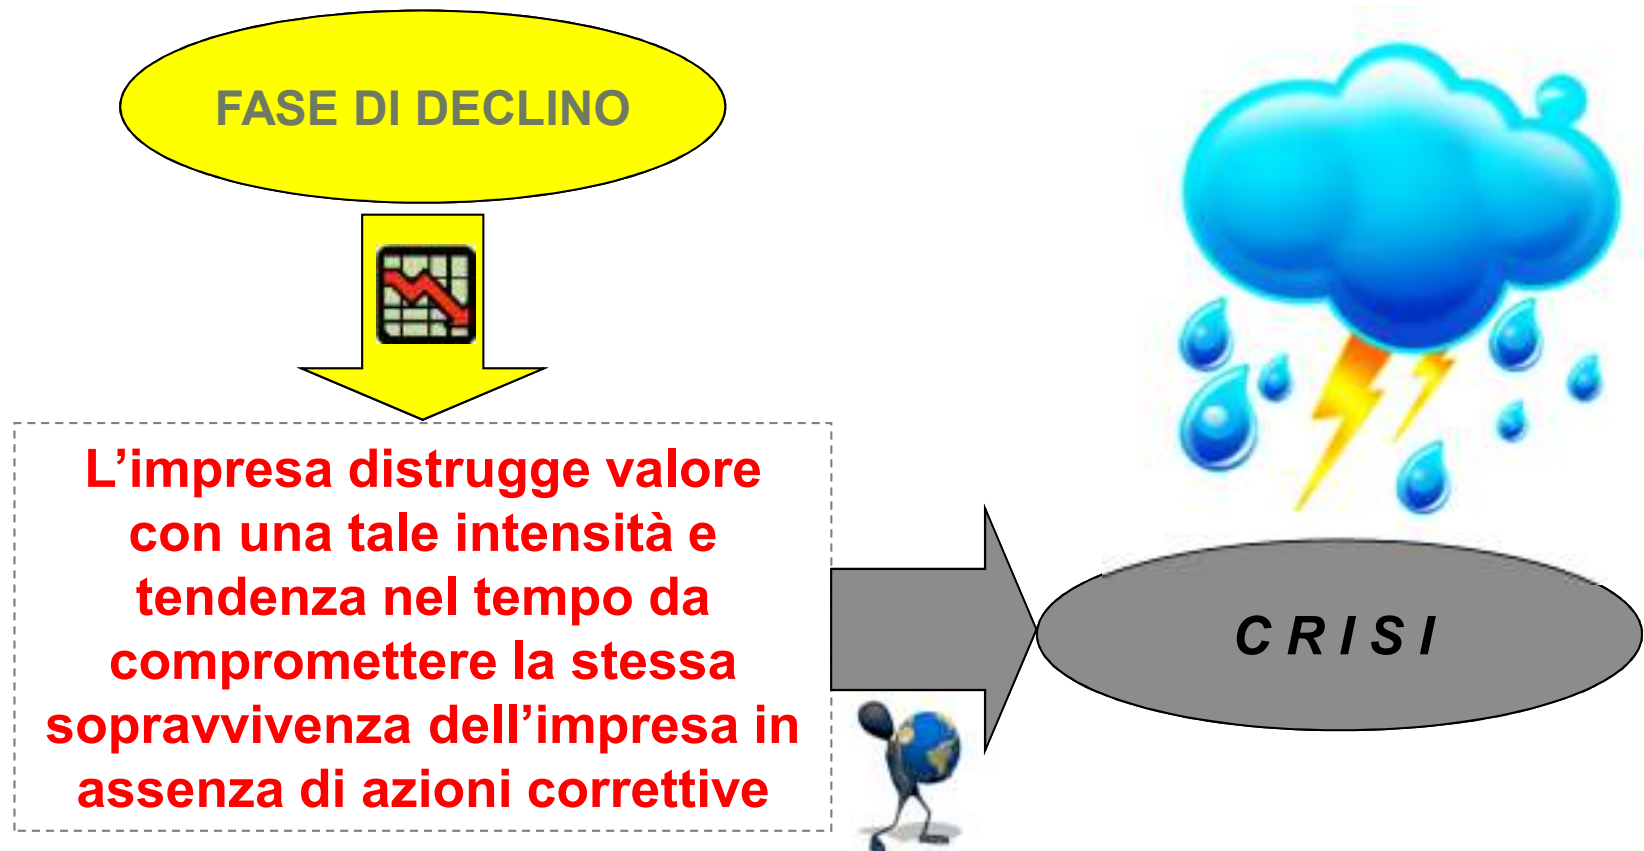 FASE DI DECLINO
L’impresa distrugge valore
con una tale intensità e
tendenza nel tempo da
compromettere la stessa
sopravvivenza dell’impresa in
assenza di azioni correttive
C R I S I